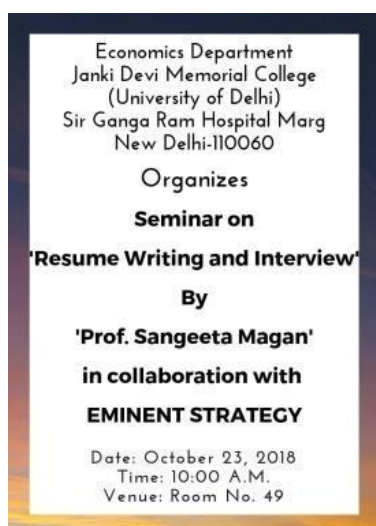 Economics Department
Janki Devi Memorial College
(University of Delhi)
Sir Ganga Ram Hospital Marg
New Delhi-110060
Organizes
Seminar on
'Resume Writing and Interview'
By
'Prof. Sangeeta Magan'
in collaboration with
EMINENT STRATEGY
Date: October 23, 2018
Time: 10:00 A.M.
Venue: Room No. 49